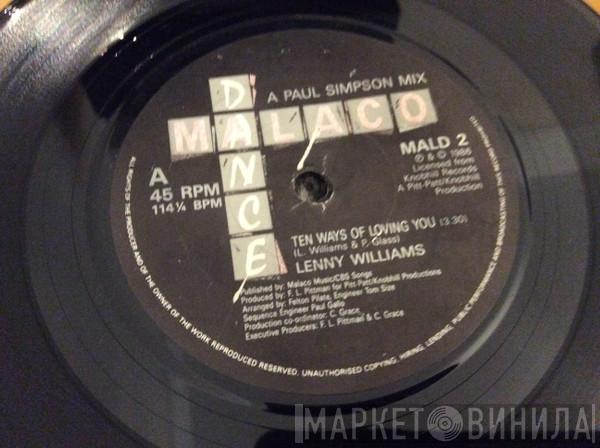 A PAUL SIMPSON MIX
DANCE
MALACO
A
45 RPM
114¼ BPM
MALD 2
℗ & © 1986
Licensed from
Knobhill Records
A Pitt-Patt/Knobhill
Production
TEN WAYS OF LOVING YOU (3.30)
(L. Williams & P. Glass)
LENNY WILLIAMS
Published by: Malaco Music/CBS Songs
Produced by: F. L. Pittman for Pitt-Patt/Knobhill Productions
Arranged by: Felton Pilate, Engineer Tom Size
Sequence Engineer Paul Gallo
Production co-ordinator: C. Grace
Executive Producers: F. L. Pittman & C. Grace
ALL RIGHTS OF THE PRODUCER AND OF THE OWNER OF THE WORK REPRODUCED RESERVED. UNAUTHORISED COPYING, HIRING, LENDING, PUBLIC PERFORMANCE AND BROADCASTING
МАРКЕТ ВИНИЛА